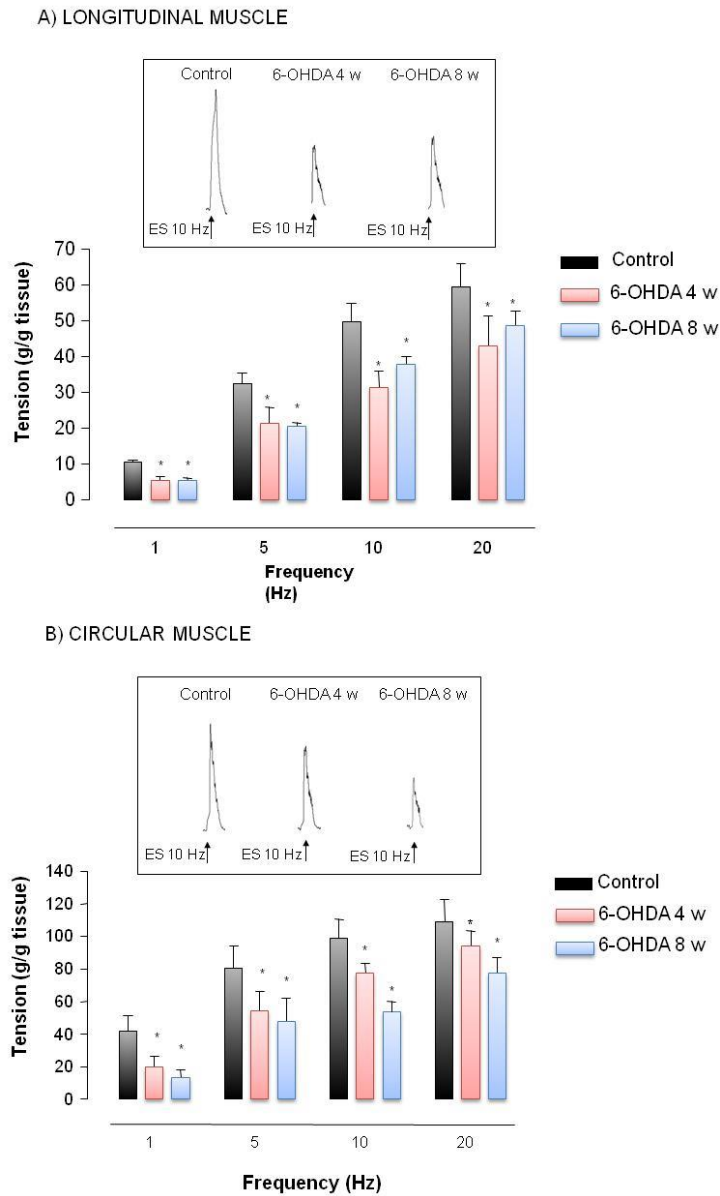 A) LONGITUDINAL MUSCLE
Control 6-OHDA 4 w 6-OHDA 8 w
ES 10 Hz ES 10 Hz ES 10 Hz
Tension (g/g tissue)
70
60
50
40
30
20
10
0
* * * * * * * *
Control
6-OHDA 4 w
6-OHDA 8 w
1 5 10 20
Frequency
(Hz)
B) CIRCULAR MUSCLE
Control 6-OHDA 4 w 6-OHDA 8 w
ES 10 Hz ES 10 Hz ES 10 Hz
Tension (g/g tissue)
140
120
100
80
60
40
20
0
* * * * * * * *
Control
6-OHDA 4 w
6-OHDA 8 w
1 5 10 20
Frequency (Hz)